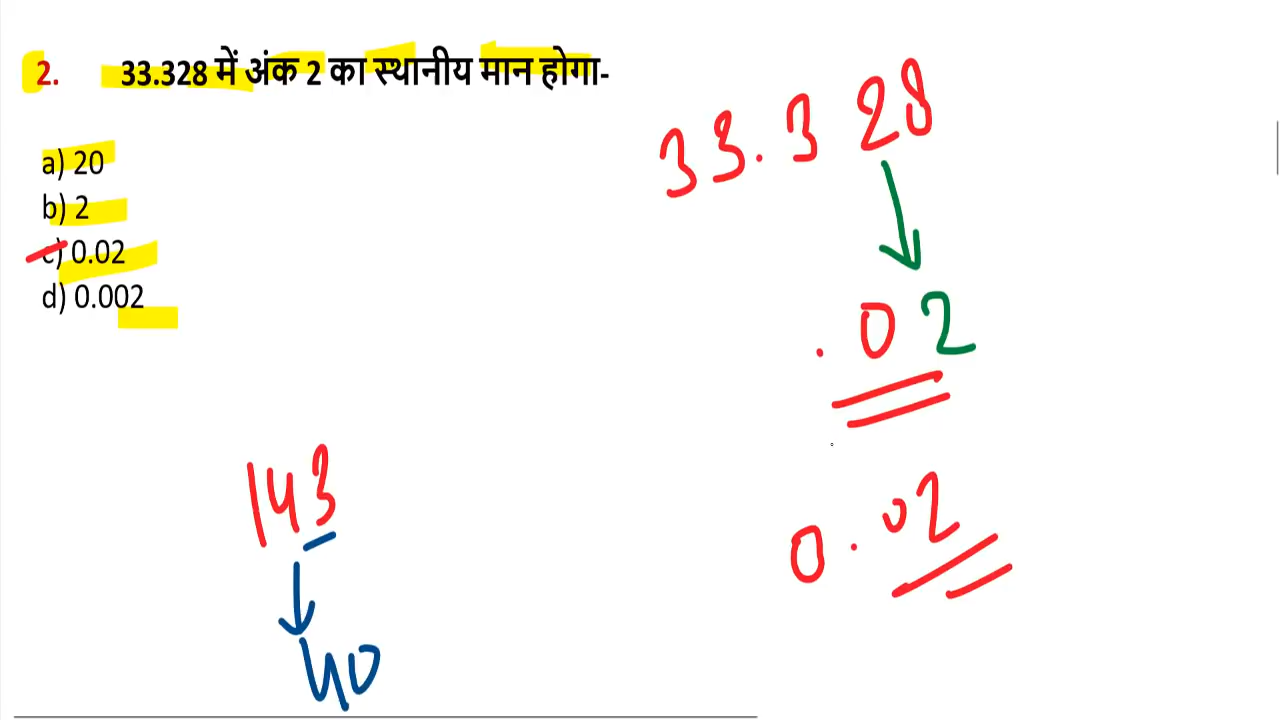 2. 33.328 में अंक 2 का स्थानीय मान होगा-
a) 20
b) 2
c) 0.02
d) 0.002
33.328
.02
0.02
143
40